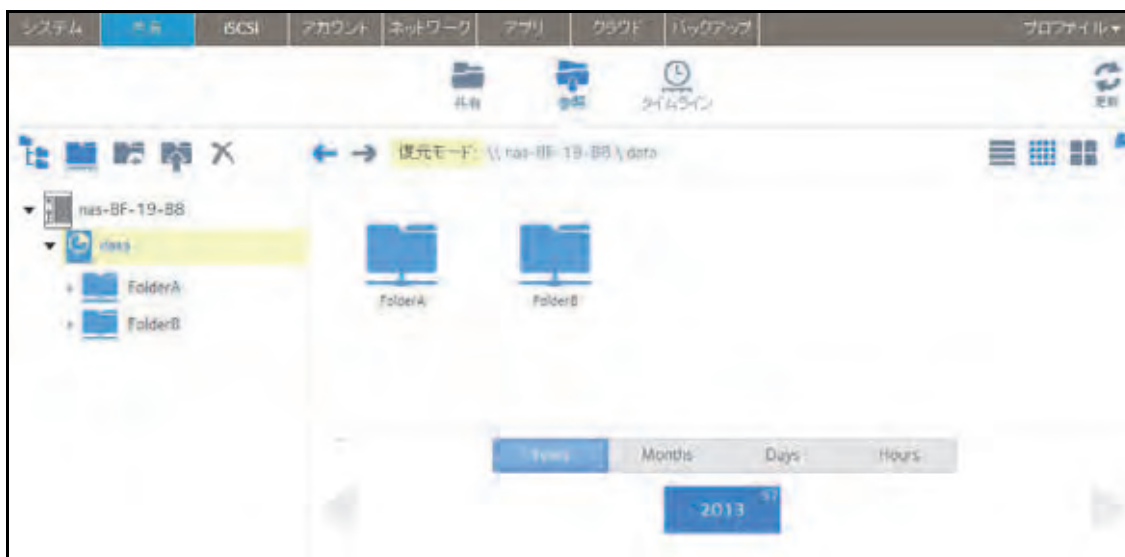 システム 共有 iSCSI アカウント ネットワーク アプリ クラウド バックアップ プロファイル
共有 参照 タイムライン 更新
復元モード: \\ nas-BF-19-B8 \ data
nas-BF-19-B8
data
FolderA
FolderB
FolderA FolderB
Years Months Days Hours
2013 57